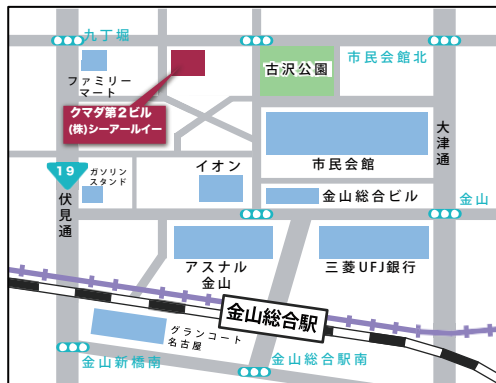 九丁堀
市民会館北
ファミリー
マート
古沢公園
クマダ第2ビル
(株)シーアールイー
大津通
市民会館
19
伏見通
ガソリン
スタンド
イオン
金山総合ビル
金山
アスナル
金山
三菱UFJ銀行
金山総合駅
グランコート
名古屋
金山新橋南
金山総合駅南